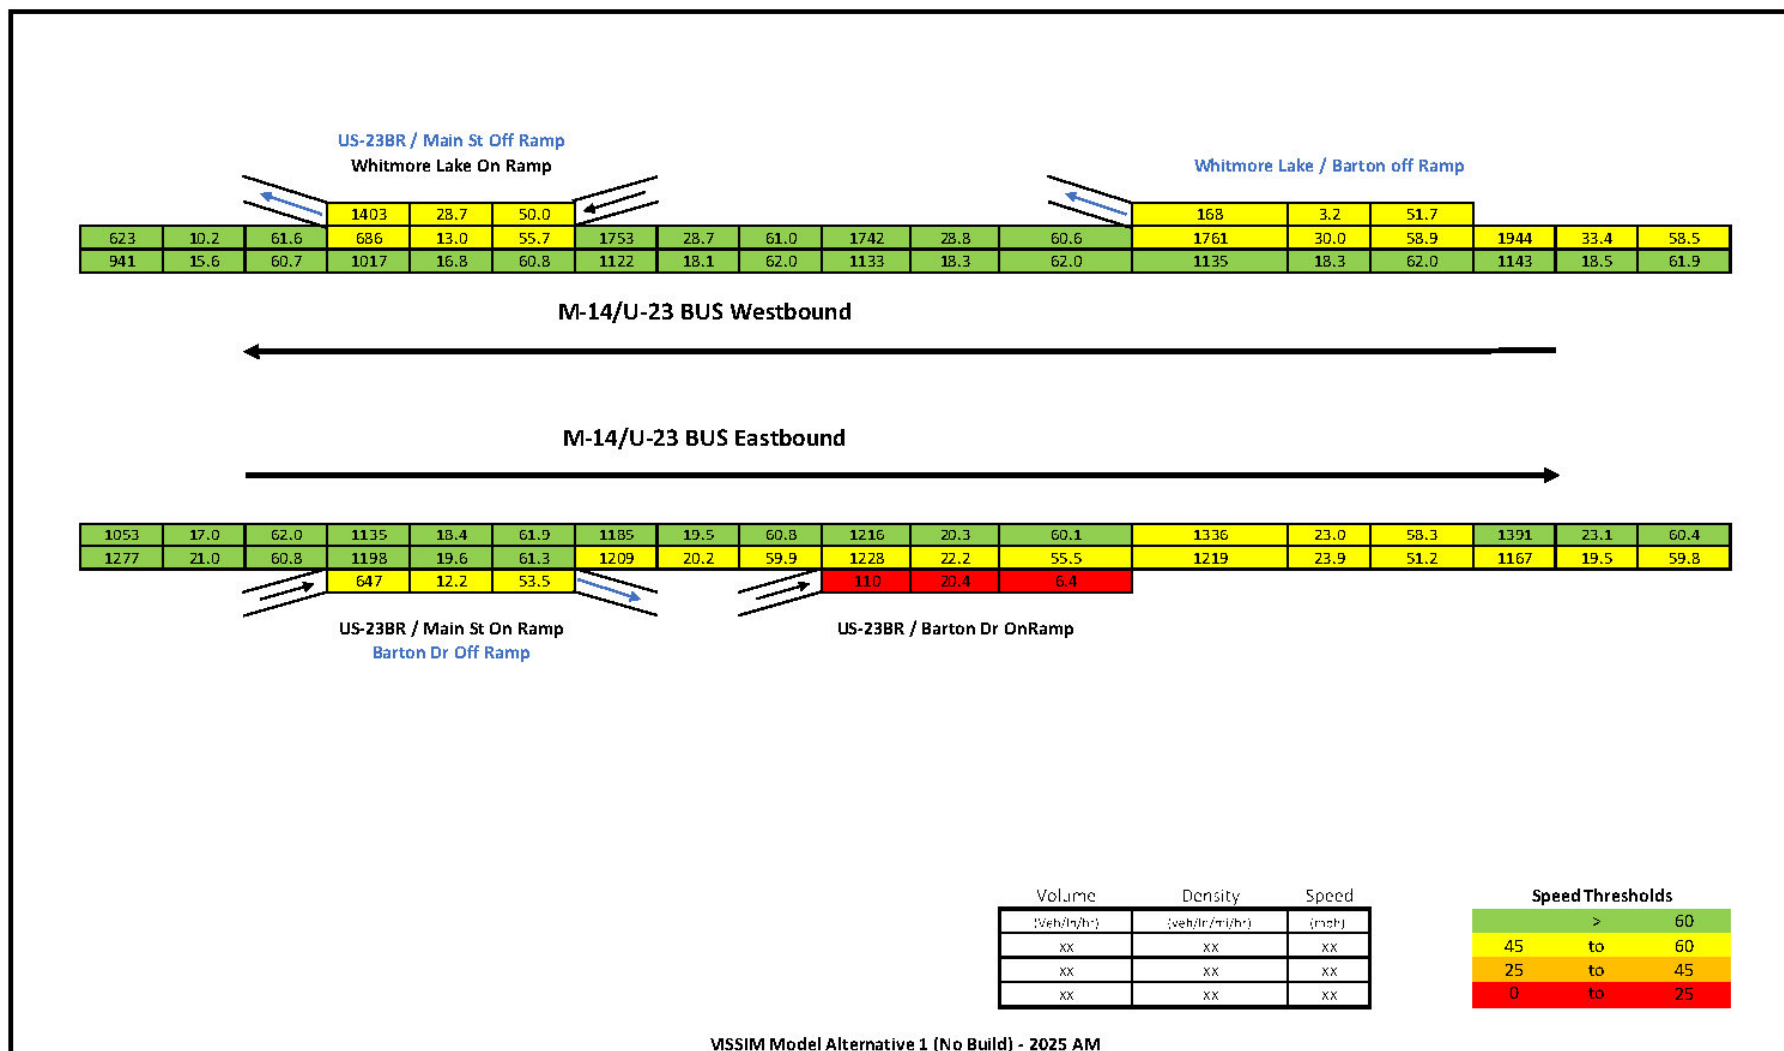 US-23BR / Main St Off Ramp
Whitmore Lake On Ramp
Whitmore Lake / Barton off Ramp
1403 28.7 50.0 168 3.2 51.7
623 10.2 61.6 686 13.0 55.7 1753 28.7 61.0 1742 28.8 60.6 1761 30.0 58.9 1944 33.4 58.5
941 15.6 60.7 1017 16.8 60.8 1122 18.1 62.0 1133 18.3 62.0 1135 18.3 62.0 1143 18.5 61.9
M-14/U-23 BUS Westbound
M-14/U-23 BUS Eastbound
1053 17.0 62.0 1135 18.4 61.9 1185 19.5 60.8 1216 20.3 60.1 1336 23.0 58.3 1391 23.1 60.4
1277 21.0 60.8 1198 19.6 61.3 1209 20.2 59.9 1228 22.2 55.5 1219 23.9 51.2 1167 19.5 59.8
647 12.2 53.5 110 20.4 6.4
US-23BR / Main St On Ramp
Barton Dr Off Ramp
US-23BR / Barton Dr OnRamp
Volume Density Speed
(Veh/ln/hr) (veh/ln/mi/hr) (mph)
xx xx xx
xx xx xx
xx xx xx
Speed Thresholds
> 60
45 to 60
25 to 45
0 to 25
VISSIM Model Alternative 1 (No Build) - 2025 AM